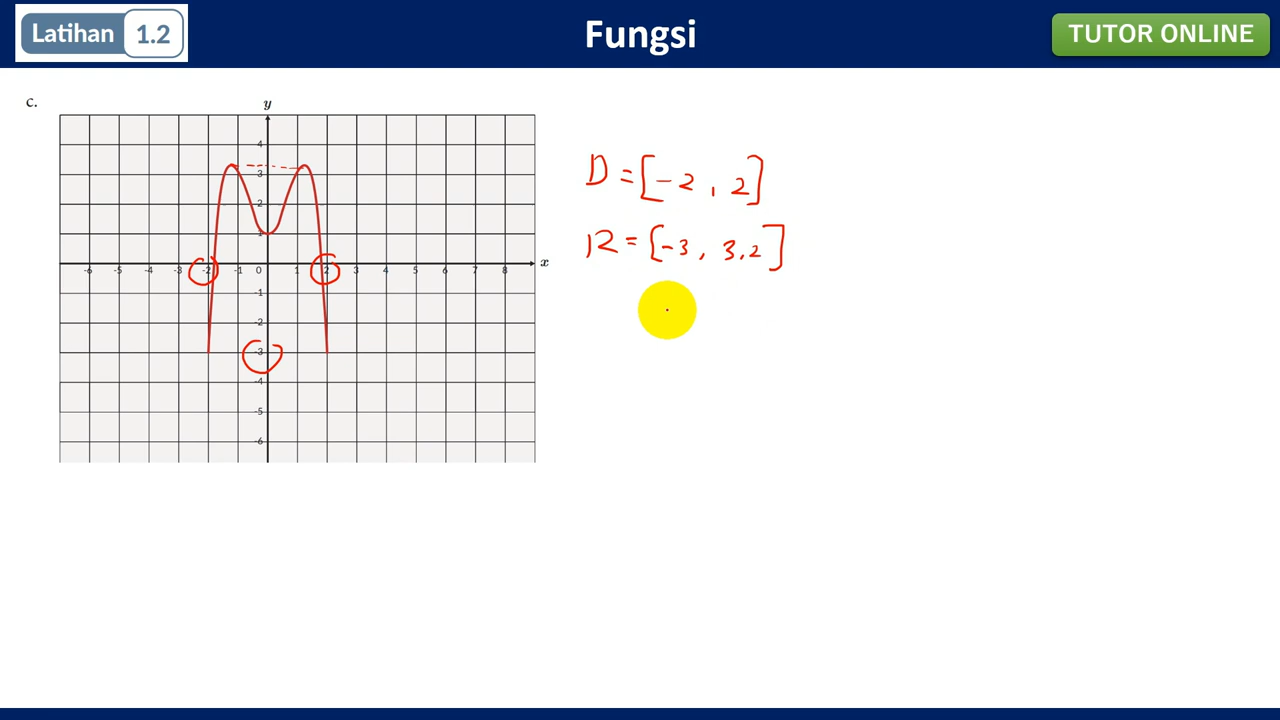 Latihan 1.2
Fungsi
TUTOR ONLINE
c.
y
4
3
2
1
-6 -5 -4 -3 -2 -1 0 1 2 3 4 5 6 7 8 x
-1
-2
-3
-4
-5
-6
D = [-2, 2]
R = [-3, 3.2]